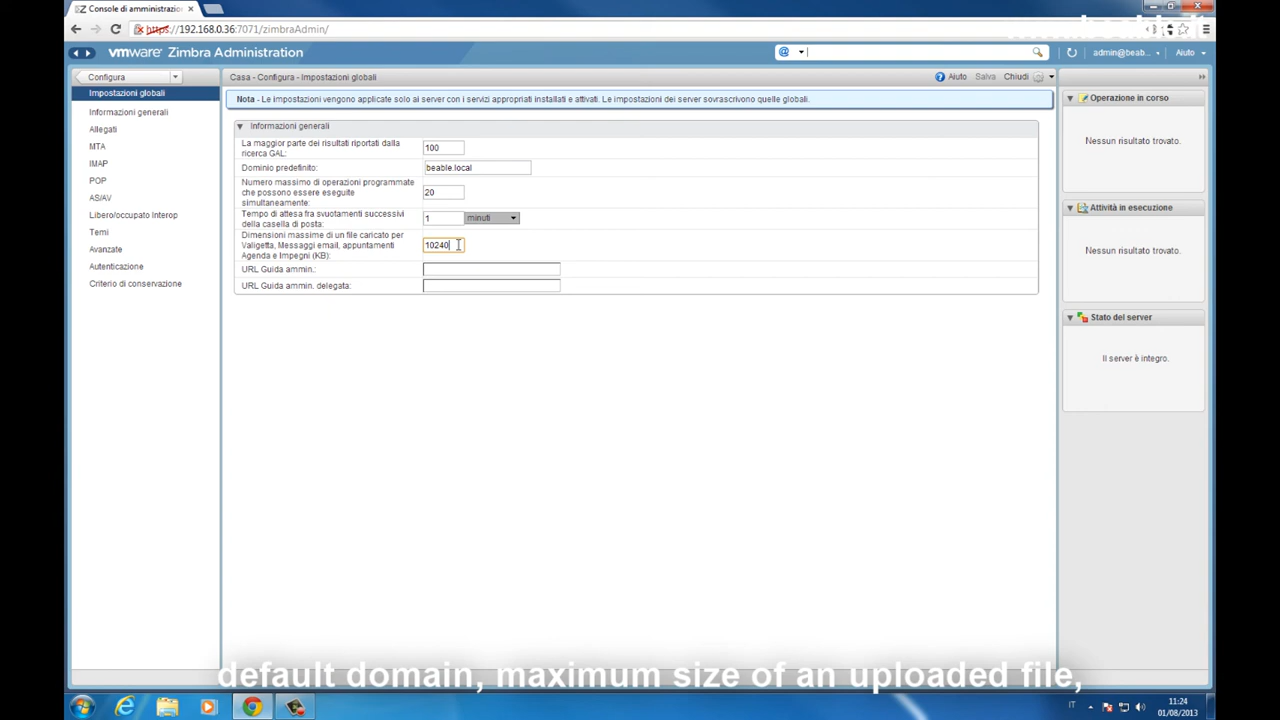 Console di amministrazio
https://192.168.0.36:7071/zimbraAdmin/
vmware Zimbra Administration
admin@beab...
Aiuto
Configura
Casa - Configura - Impostazioni globali
Aiuto Salva Chiudi
Impostazioni globali
Informazioni generali
Allegati
MTA
IMAP
POP
AS/AV
Libero/occupato Interop
Temi
Avanzate
Autenticazione
Criterio di conservazione
Nota - Le impostazioni vengono applicate solo ai server con i servizi appropriati installati e attivati. Le impostazioni dei server sovrascrivono quelle globali.
Informazioni generali
La maggior parte dei risultati riportati dalla
ricerca GAL:
100
Dominio predefinito:
beable.local
Numero massimo di operazioni programmate
che possono essere eseguite
simultaneamente:
20
Tempo di attesa fra svuotamenti successivi
della casella di posta:
1 minuti
Dimensioni massime di un file caricato per
Valigetta, Messaggi email, appuntamenti
Agenda e Impegni (KB):
10240
URL Guida ammin.:
URL Guida ammin. delegata:
Operazione in corso
Nessun risultato trovato.
Attività in esecuzione
Nessun risultato trovato.
Stato del server
Il server è integro.
default domain, maximum size of an uploaded file,
IT
11:24
01/08/2013